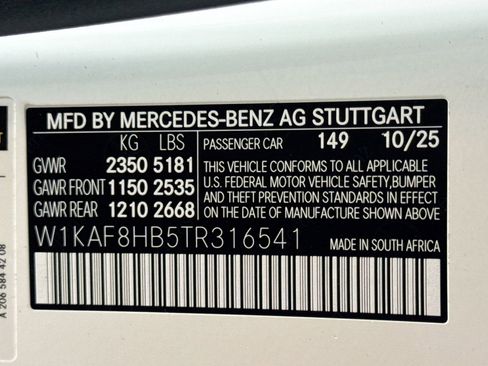 MFD BY MERCEDES-BENZ AG STUTTGART
KG LBS PASSENGER CAR 149 10/25
GVWR 2350 5181
GAWR FRONT 1150 2535
GAWR REAR 1210 2668
THIS VEHICLE CONFORMS TO ALL APPLICABLE
U.S. FEDERAL MOTOR VEHICLE SAFETY, BUMPER
AND THEFT PREVENTION STANDARDS IN EFFECT
ON THE DATE OF MANUFACTURE SHOWN ABOVE
W1KAF8HB5TR316541 MADE IN SOUTH AFRICA
A 206 584 42 08